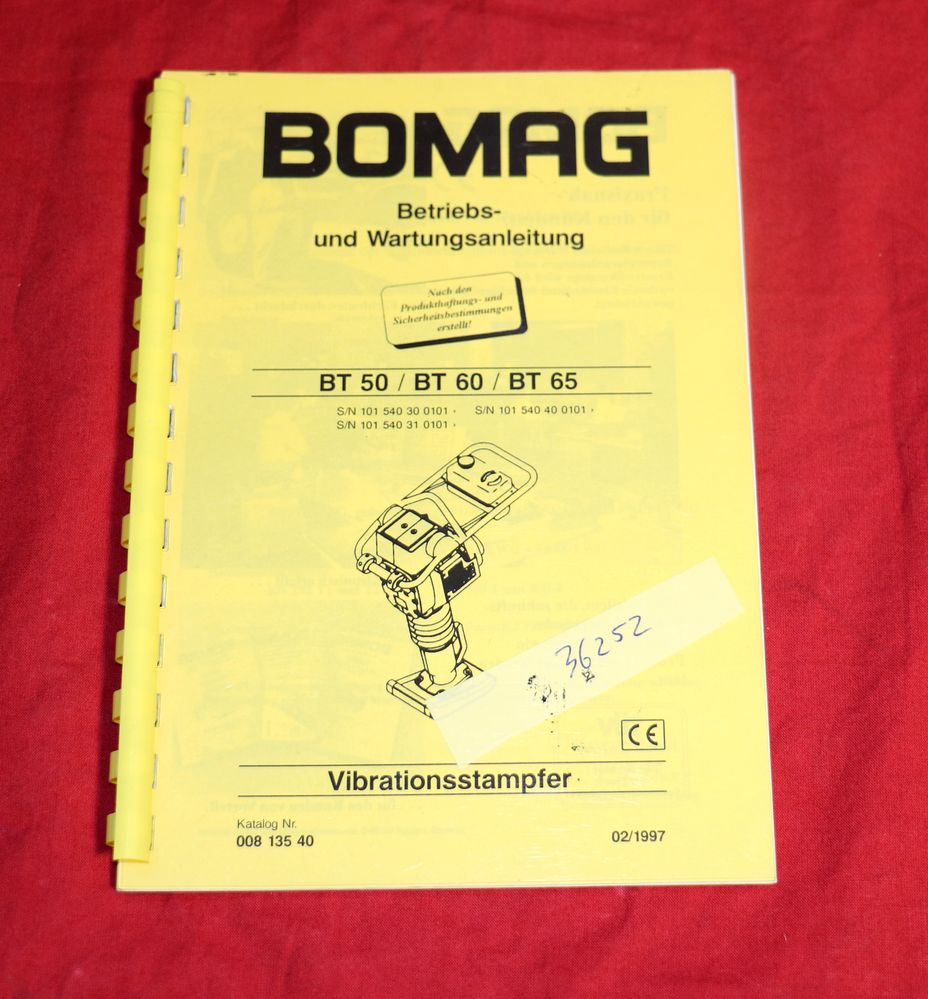 BOMAG
Betriebs-
und Wartungsanleitung
Nach den
Produkthaftungs- und
Sicherheitsbestimmungen
erstellt!
BT 50 / BT 60 / BT 65
S/N 101 540 30 0101 › S/N 101 540 40 0101 ›
S/N 101 540 31 0101 ›
36252
CE
Vibrationsstampfer
Katalog Nr.
008 135 40 02/1997